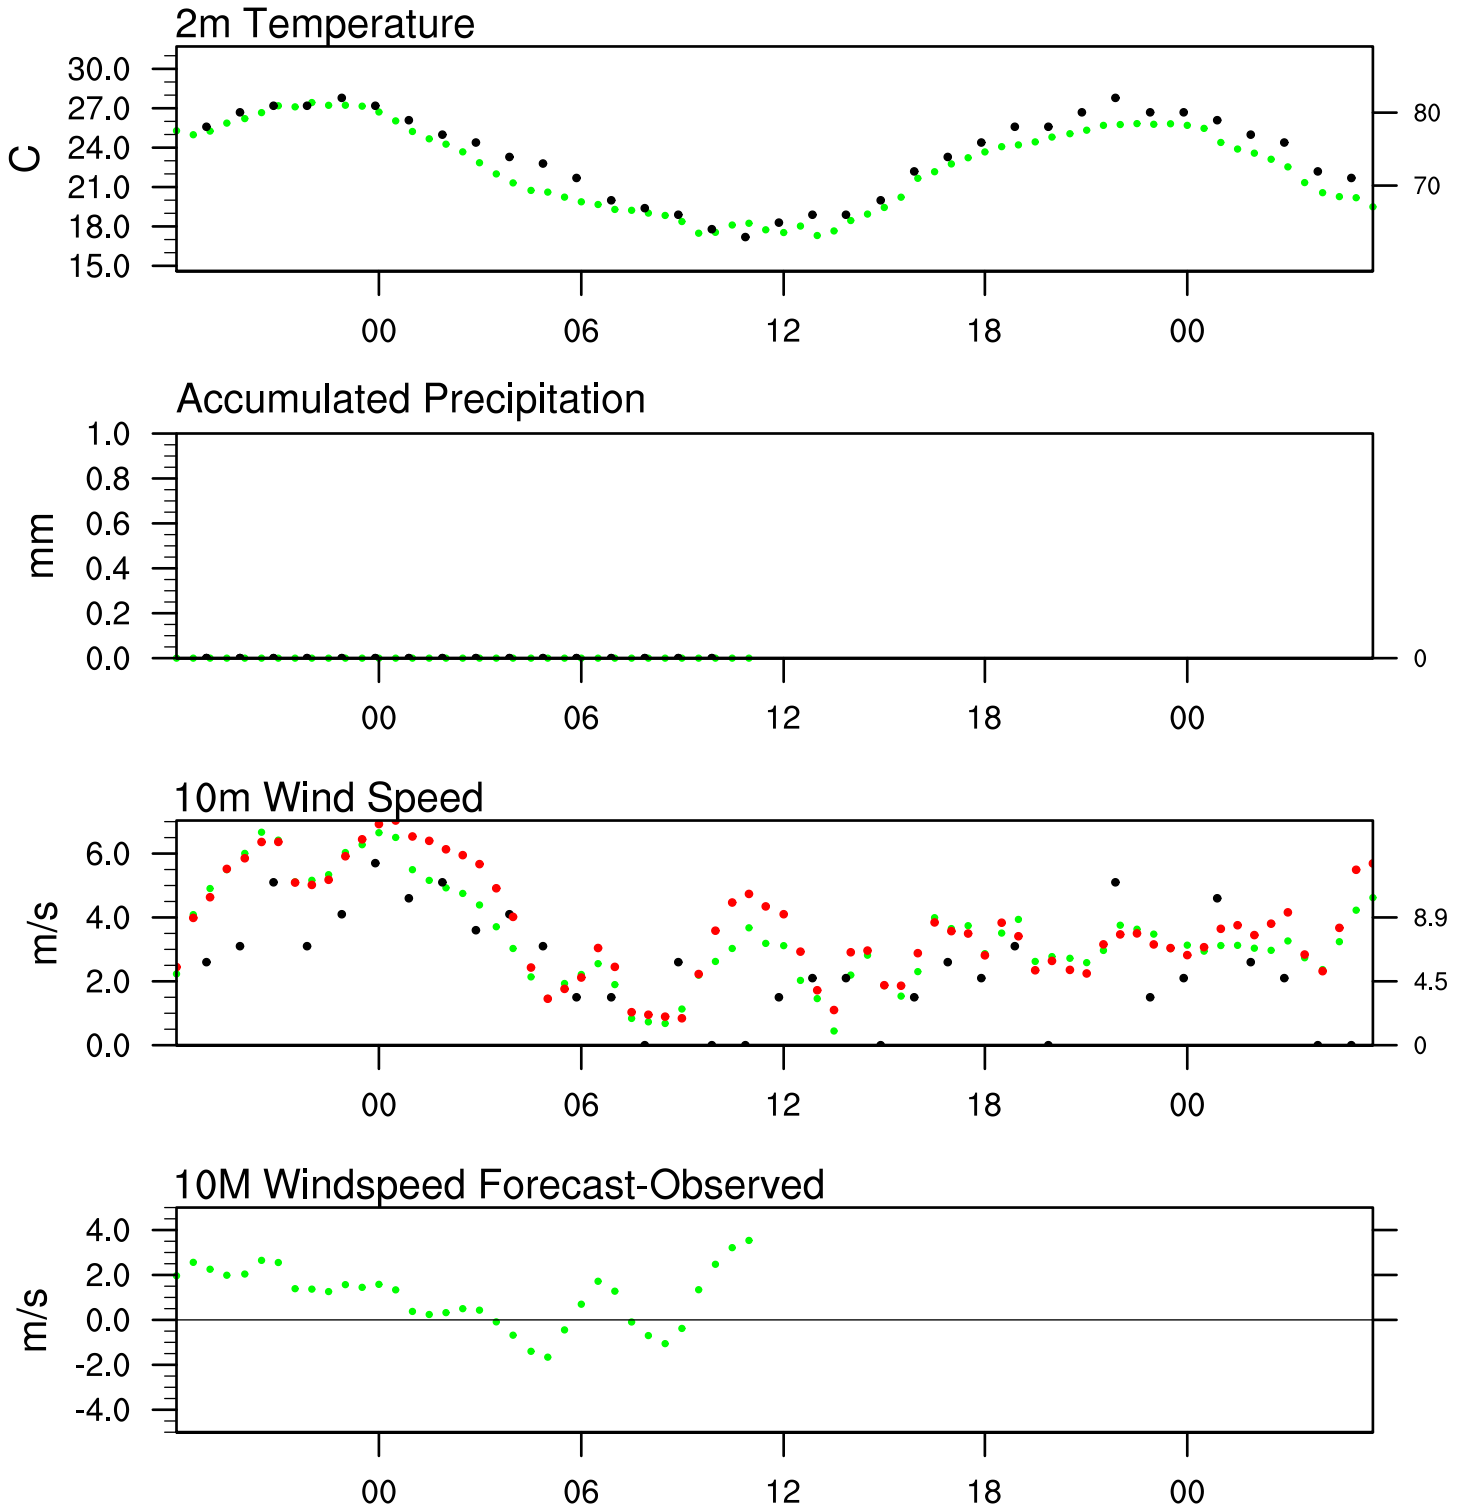 2m Temperature
30.0
27.0
24.0
21.0
18.0
15.0
C
80
70
00 06 12 18 00
Accumulated Precipitation
1.0
0.8
0.6
0.4
0.2
0.0
mm
0
00 06 12 18 00
10m Wind Speed
6.0
4.0
2.0
0.0
m/s
8.9
4.5
0
00 06 12 18 00
10M Windspeed Forecast-Observed
4.0
2.0
0.0
-2.0
-4.0
m/s
00 06 12 18 00